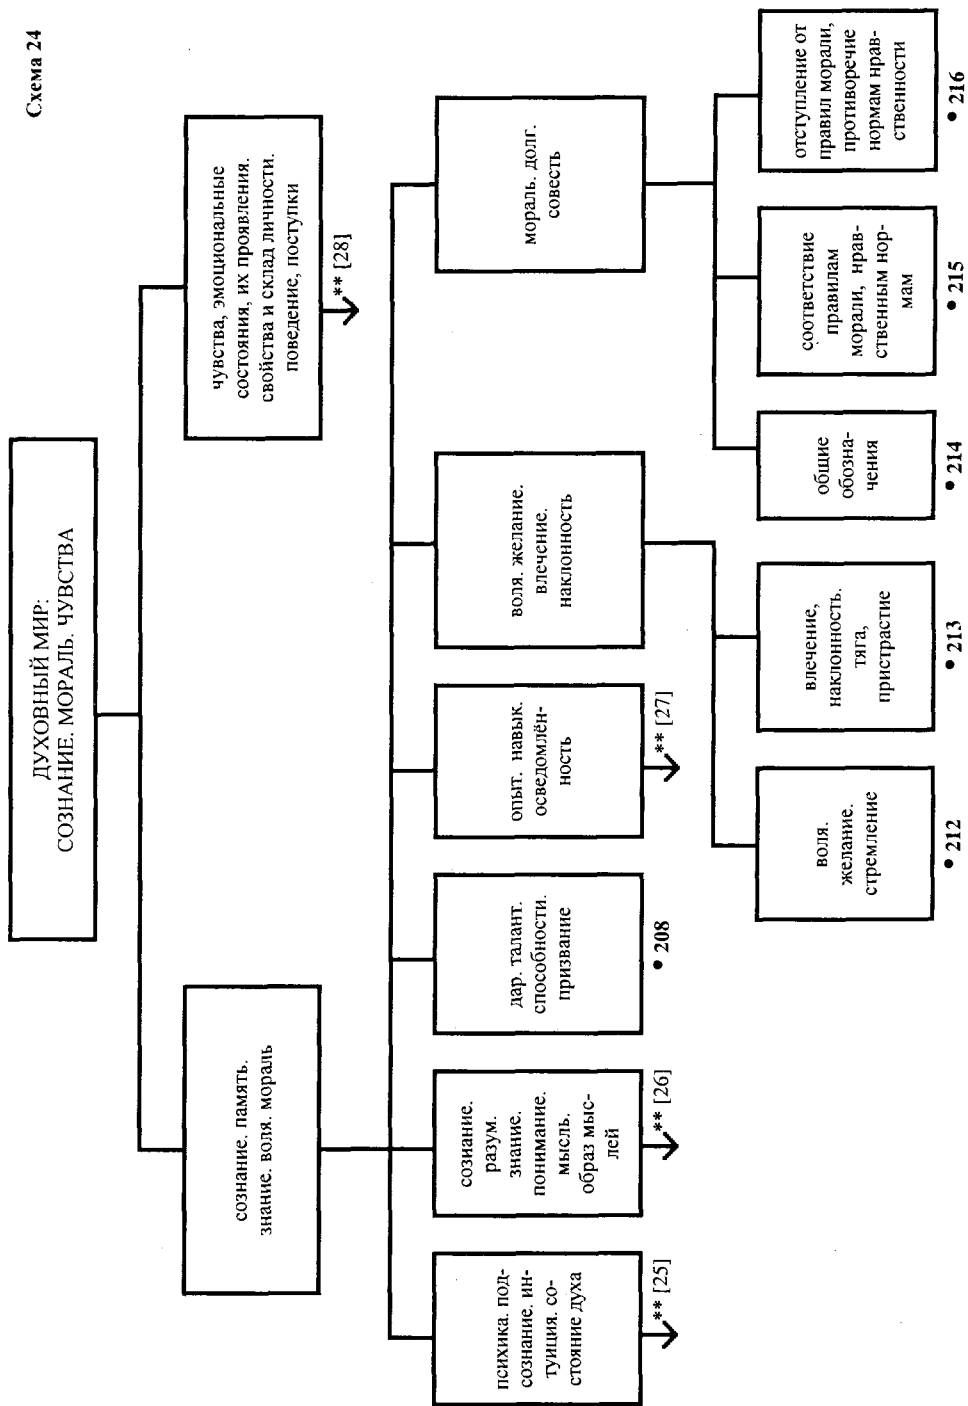 Схема 24
ДУХОВНЫЙ МИР:
СОЗНАНИЕ. МОРАЛЬ. ЧУВСТВА
сознание. память.
знание. воля. мораль
чувства, эмоциональные
состояния, их проявления.
свойства и склад личности.
поведение, поступки
** [28]
психика. под-
сознание. ин-
туиция. со-
стояние духа
** [25]
созиание.
разум.
знание.
понимание.
мысль.
образ мыс-
лей
** [26]
дар. талант.
способности.
призвание
• 208
опыт. навык.
осведомлён-
ность
** [27]
воля. желание.
влечение.
наклонность
мораль. долг.
совесть
воля.
желание.
стремление
• 212
влечение,
наклонность.
тяга,
пристрастие
• 213
общие
обозна-
чения
• 214
соответствие
правилам
морали, нрав-
ственным нор-
мам
• 215
отступление от
правил морали,
противоречие
нормам нрав-
ственности
• 216